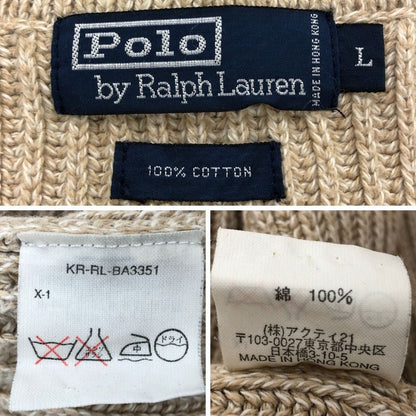 Polo
by Ralph Lauren
MADE IN HONG KONG
L
100% COTTON
KR-RL-BA3351
X-1
中
ドライ
綿 100%
(株)アクティ21
〒103-0027東京都中央区
日本橋3-10-5
MADE IN HONG KONG